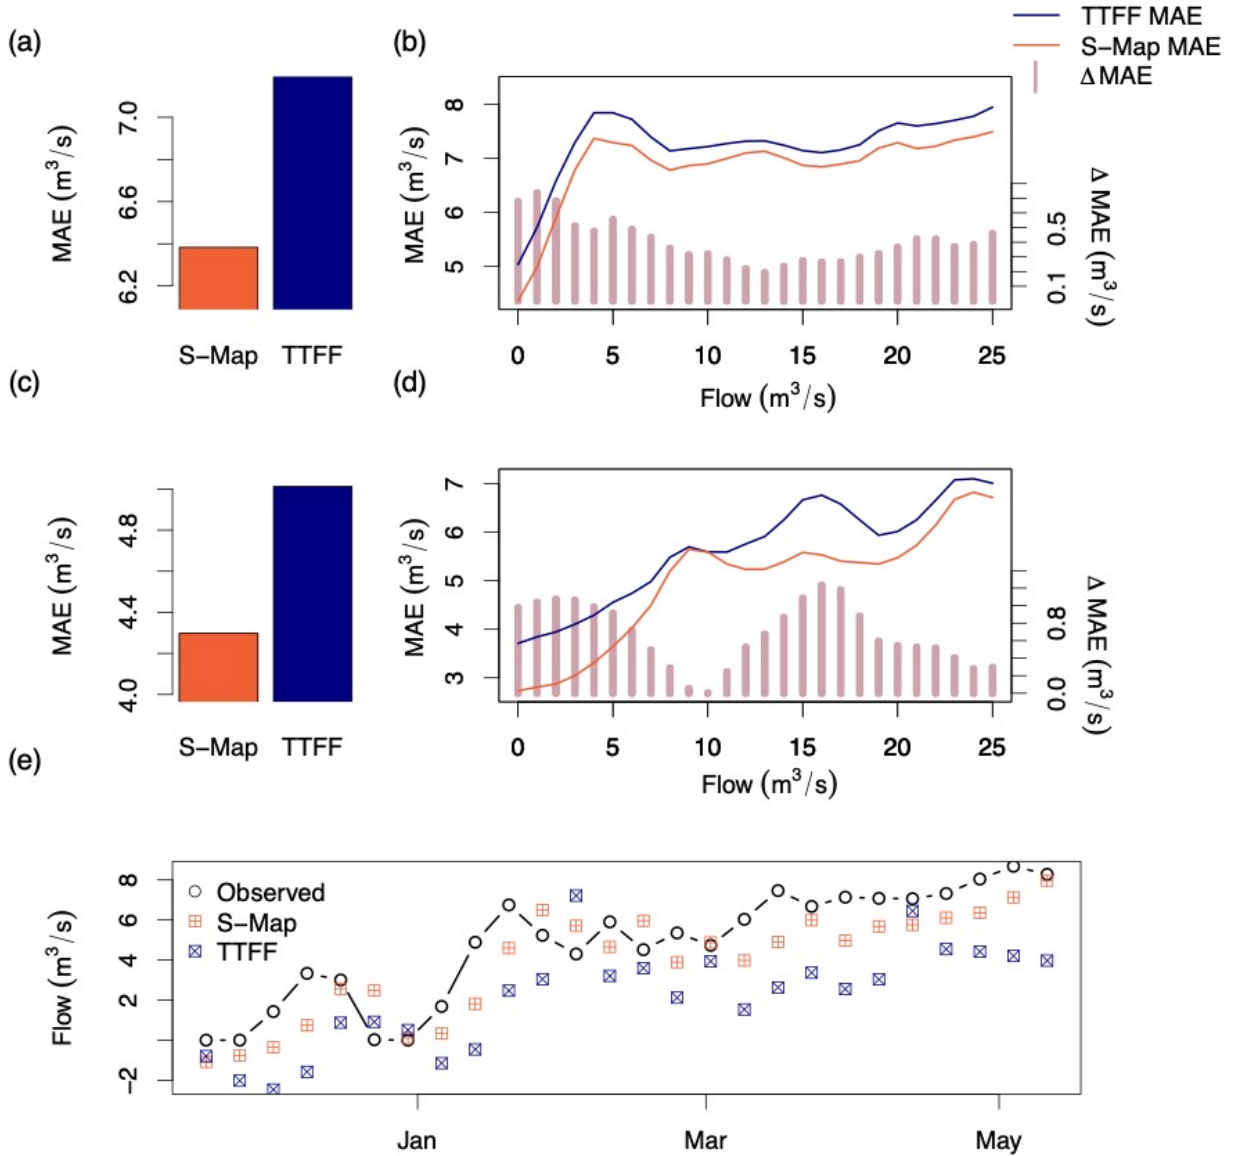 (a)
MAE (m³/s)
7.0
6.6
6.2
S−Map TTFF
(b)
TTFF MAE
S−Map MAE
Δ MAE
MAE (m³/s)
8
7
6
5
0 5 10 15 20 25
Flow (m³/s)
0.5
0.1
Δ MAE (m³/s)
(c)
MAE (m³/s)
4.8
4.4
4.0
S−Map TTFF
(d)
MAE (m³/s)
7
6
5
4
3
0 5 10 15 20 25
Flow (m³/s)
0.8
0.0
Δ MAE (m³/s)
(e)
Flow (m³/s)
8
6
4
2
−2
Observed
S−Map
TTFF
Jan Mar May